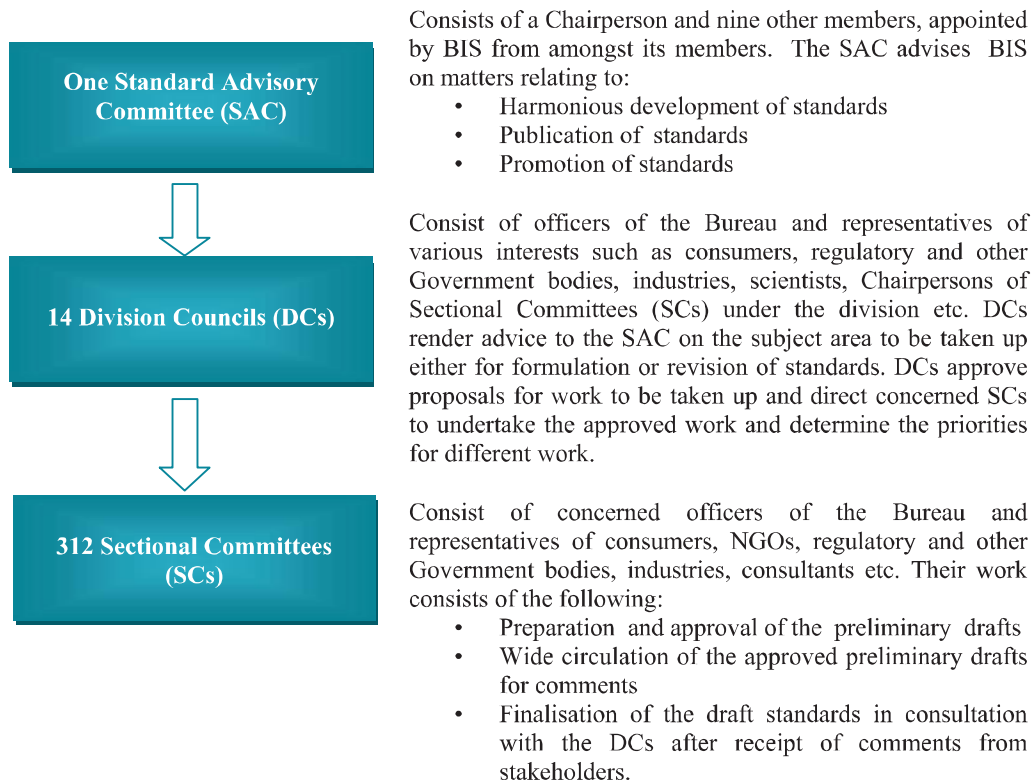 One Standard Advisory
Committee (SAC)
Consists of a Chairperson and nine other members, appointed
by BIS from amongst its members. The SAC advises BIS
on matters relating to:
• Harmonious development of standards
• Publication of standards
• Promotion of standards
14 Division Councils (DCs)
Consist of officers of the Bureau and representatives of
various interests such as consumers, regulatory and other
Government bodies, industries, scientists, Chairpersons of
Sectional Committees (SCs) under the division etc. DCs
render advice to the SAC on the subject area to be taken up
either for formulation or revision of standards. DCs approve
proposals for work to be taken up and direct concerned SCs
to undertake the approved work and determine the priorities
for different work.
312 Sectional Committees
(SCs)
Consist of concerned officers of the Bureau and
representatives of consumers, NGOs, regulatory and other
Government bodies, industries, consultants etc. Their work
consists of the following:
• Preparation and approval of the preliminary drafts
• Wide circulation of the approved preliminary drafts
for comments
• Finalisation of the draft standards in consultation
with the DCs after receipt of comments from
stakeholders.